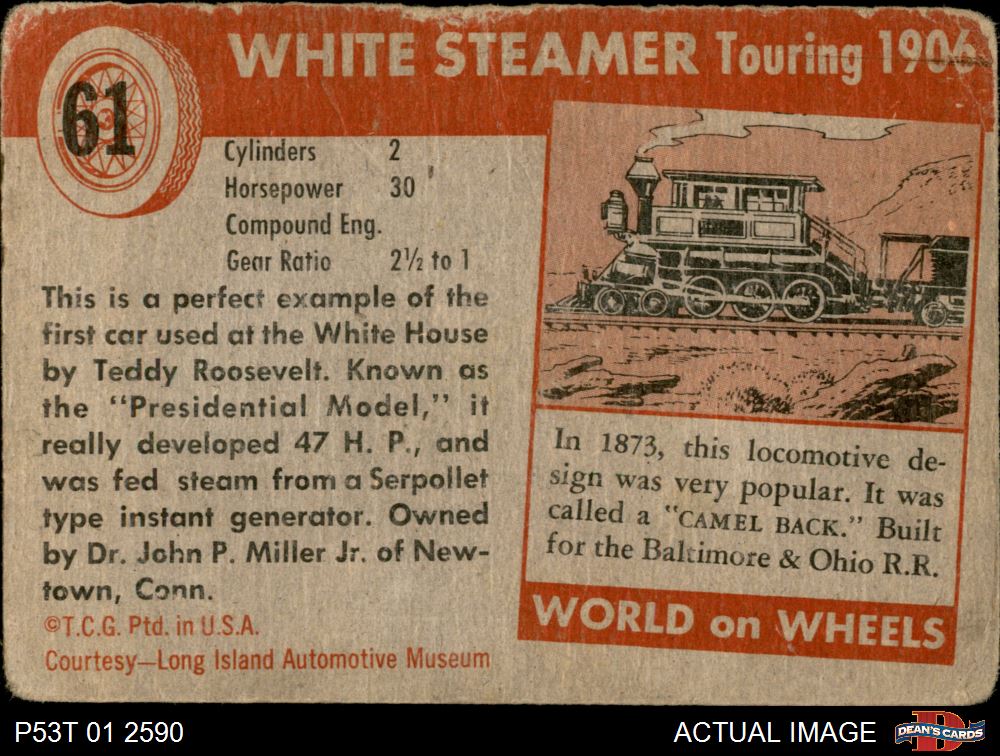 61
WHITE STEAMER Touring 1906
Cylinders 2
Horsepower 30
Compound Eng.
Gear Ratio 2½ to 1
This is a perfect example of the
first car used at the White House
by Teddy Roosevelt. Known as
the "Presidential Model," it
really developed 47 H. P., and
was fed steam from a Serpollet
type instant generator. Owned
by Dr. John P. Miller Jr. of New-
town, Conn.
©T.C.G. Ptd. in U.S.A.
Courtesy—Long Island Automotive Museum
In 1873, this locomotive de-
sign was very popular. It was
called a "CAMEL BACK." Built
for the Baltimore & Ohio R.R.
WORLD on WHEELS
P53T 01 2590
ACTUAL IMAGE
DEAN'S CARDS